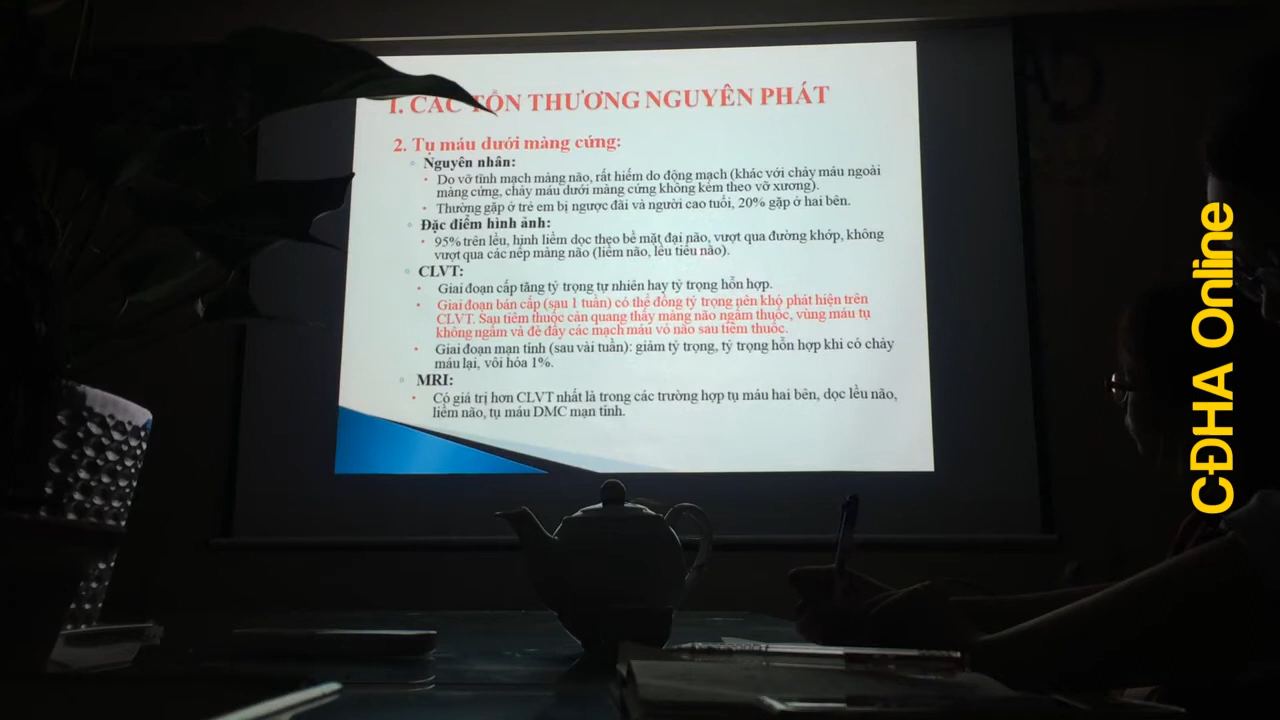 I. CÁC TỔN THƯƠNG NGUYÊN PHÁT
2. Tụ máu dưới màng cứng:
Nguyên nhân:
Do vỡ tĩnh mạch màng não, rất hiếm do động mạch (khác với chảy máu ngoài
màng cứng, chảy máu dưới màng cứng không kèm theo vỡ xương).
Thường gặp ở trẻ em bị ngược đãi và người cao tuổi, 20% gặp ở hai bên.
Đặc điểm hình ảnh:
95% trên lều, hình liềm dọc theo bề mặt đại não, vượt qua đường khớp, không
vượt qua các nếp màng não (liềm não, lều tiểu não).
CLVT:
Giai đoạn cấp tăng tỷ trọng tự nhiên hay tỷ trọng hỗn hợp.
Giai đoạn bán cấp (sau 1 tuần) có thể đồng tỷ trọng nên khó phát hiện trên
CLVT. Sau tiêm thuốc cản quang thấy màng não ngấm thuốc, vùng máu tụ
không ngấm và đè đẩy các mạch máu vỏ não sau tiêm thuốc.
Giai đoạn mạn tính (sau vài tuần): giảm tỷ trọng, tỷ trọng hỗn hợp khi có chảy
máu lại, vôi hóa 1%.
MRI:
Có giá trị hơn CLVT nhất là trong các trường hợp tụ máu hai bên, dọc lều não,
liềm não, tụ máu DMC mạn tính.
CĐHA Online